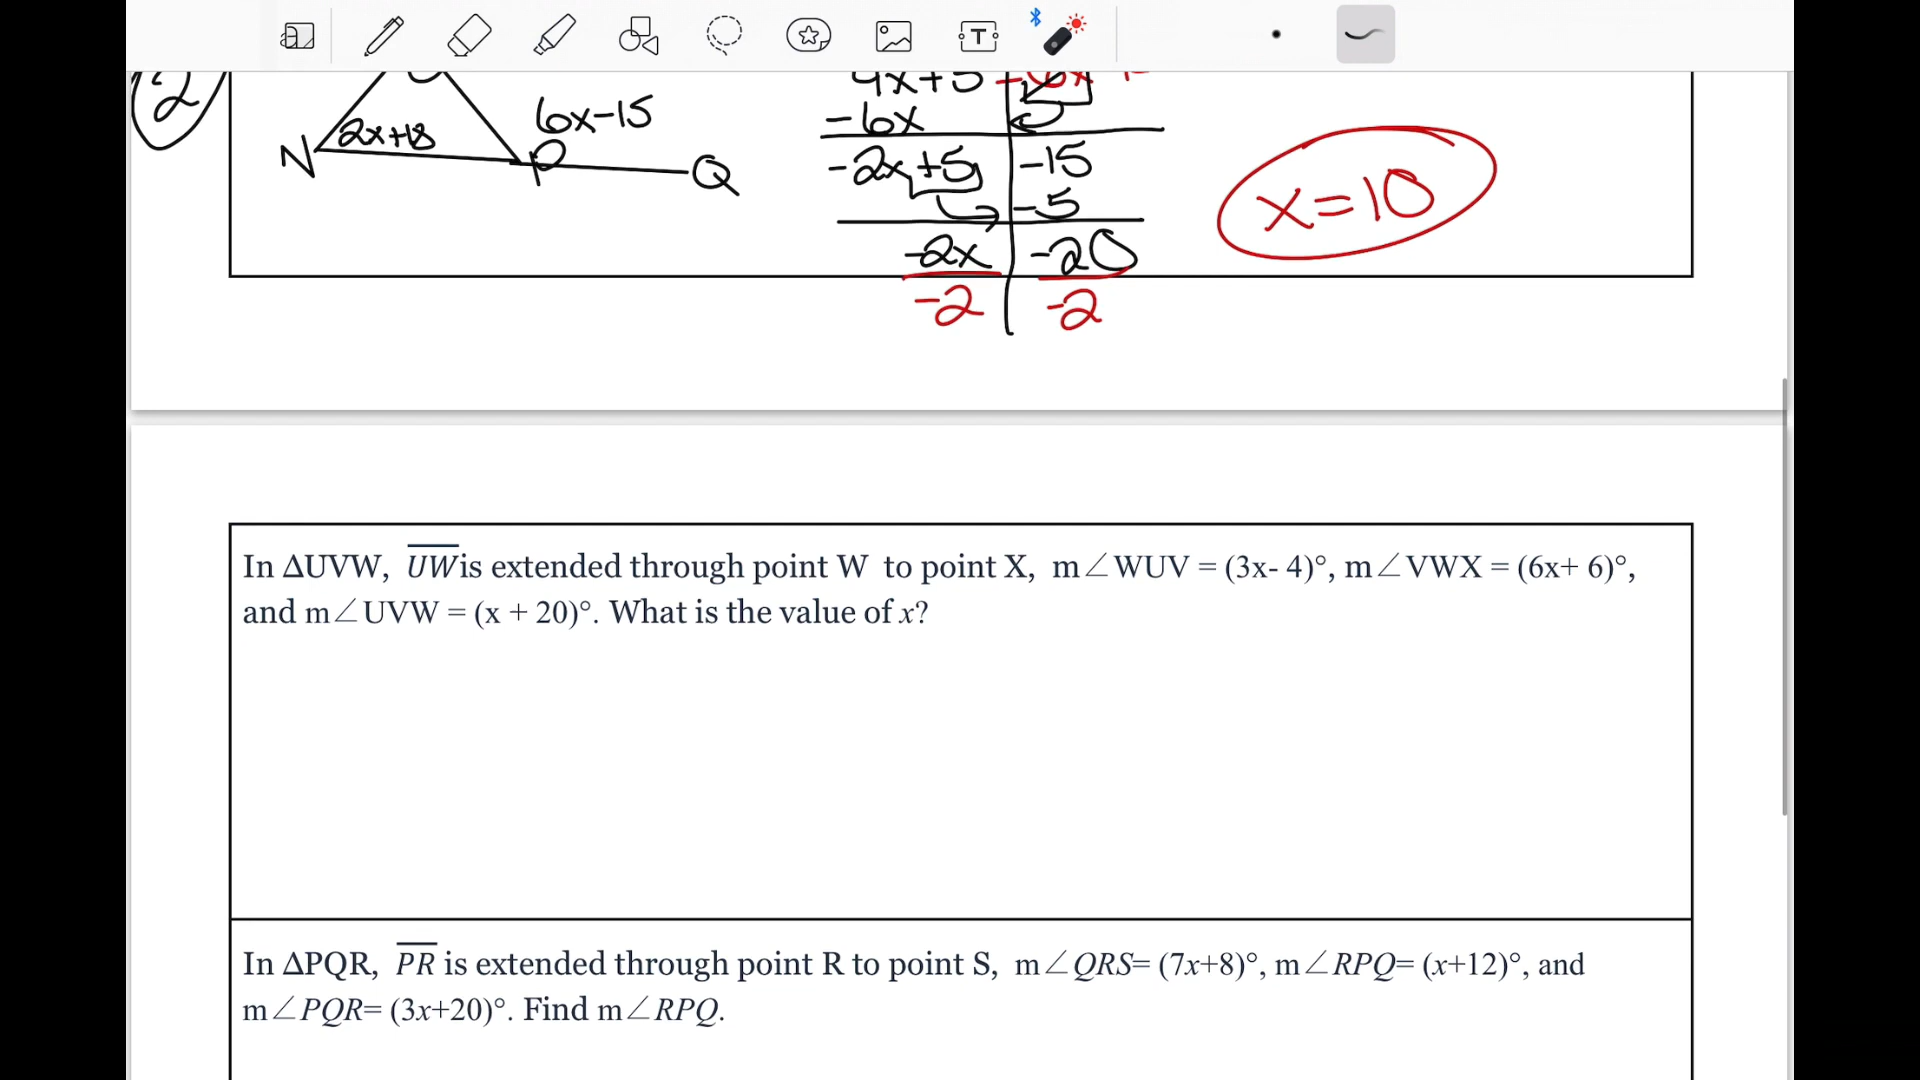 2
4x+5
6x-15
-6x
2x+18
N
P
Q
-2x+5
-15
-5
x=10
-2x
-20
-2
-2
In ΔUVW, UW is extended through point W to point X, m∠WUV = (3x- 4)°, m∠VWX = (6x+ 6)°,
and m∠UVW = (x + 20)°. What is the value of x?
In ΔPQR, PR is extended through point R to point S, m∠QRS= (7x+8)°, m∠RPQ= (x+12)°, and
m∠PQR= (3x+20)°. Find m∠RPQ.